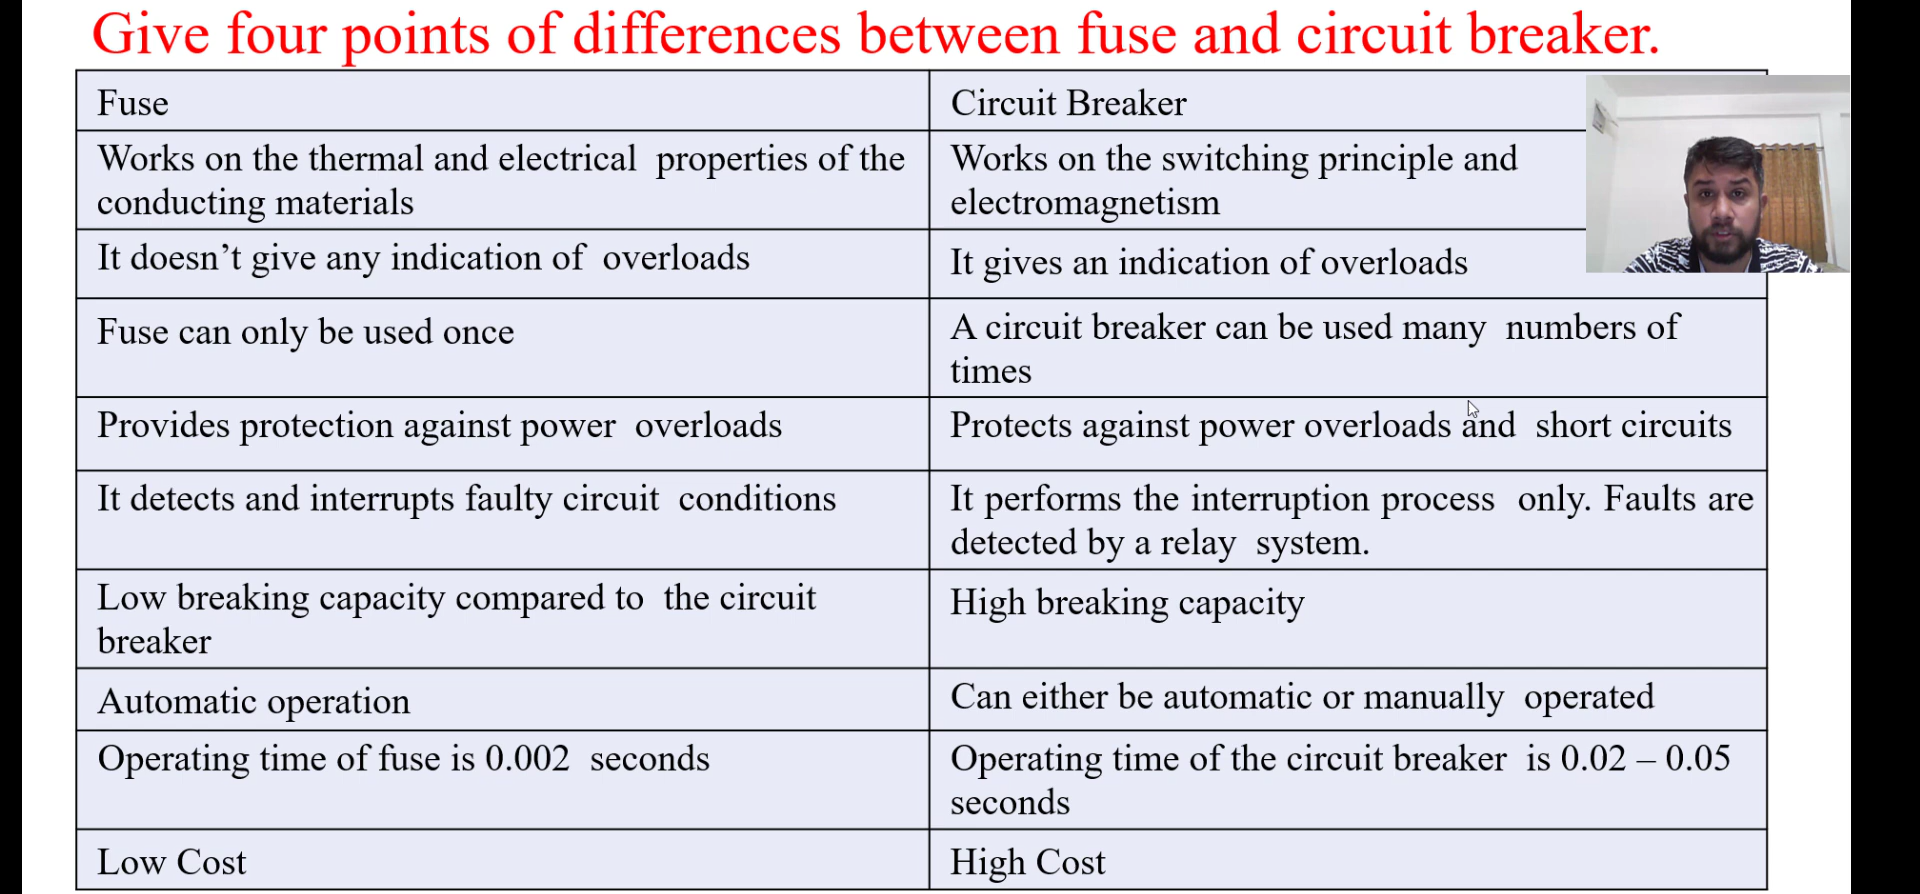 Give four points of differences between fuse and circuit breaker.
Fuse
Circuit Breaker
Works on the thermal and electrical properties of the
conducting materials
Works on the switching principle and
electromagnetism
It doesn’t give any indication of overloads
It gives an indication of overloads
Fuse can only be used once
A circuit breaker can be used many numbers of
times
Provides protection against power overloads
Protects against power overloads and short circuits
It detects and interrupts faulty circuit conditions
It performs the interruption process only. Faults are
detected by a relay system.
Low breaking capacity compared to the circuit
breaker
High breaking capacity
Automatic operation
Can either be automatic or manually operated
Operating time of fuse is 0.002 seconds
Operating time of the circuit breaker is 0.02 – 0.05
seconds
Low Cost
High Cost